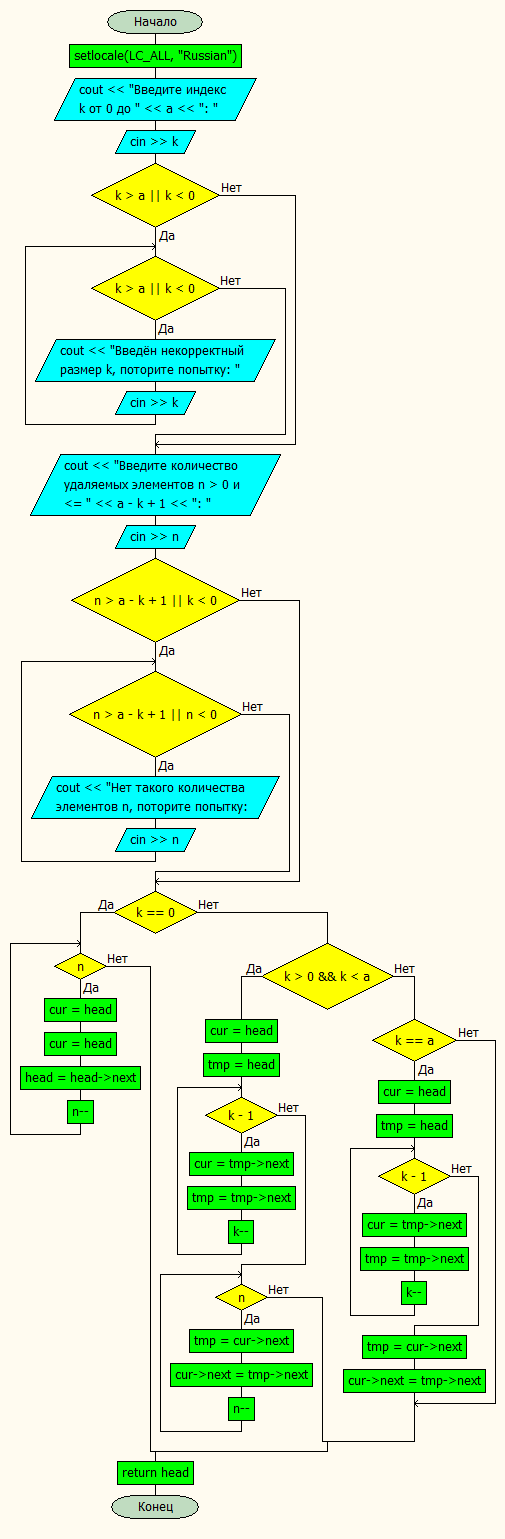 Начало
setlocale(LC_ALL, "Russian")
cout << "Введите индекс
k от 0 до " << a << ": "
cin >> k
k > a || k < 0
Нет
Да
k > a || k < 0
Нет
Да
cout << "Введён некорректный
размер k, поторите попытку: "
cin >> k
cout << "Введите количество
удаляемых элементов n > 0 и
<= " << a - k + 1 << ": "
cin >> n
n > a - k + 1 || k < 0
Нет
Да
n > a - k + 1 || n < 0
Нет
Да
cout << "Нет такого количества
элементов n, поторите попытку:
cin >> n
Да
k == 0
Нет
n
Нет
Да
cur = head
cur = head
head = head->next
n--
Да
k > 0 && k < a
Нет
cur = head
tmp = head
k - 1
Нет
Да
cur = tmp->next
tmp = tmp->next
k--
n
Нет
Да
tmp = cur->next
cur->next = tmp->next
n--
k == a
Нет
Да
cur = head
tmp = head
k - 1
Нет
Да
cur = tmp->next
tmp = tmp->next
k--
tmp = cur->next
cur->next = tmp->next
return head
Конец